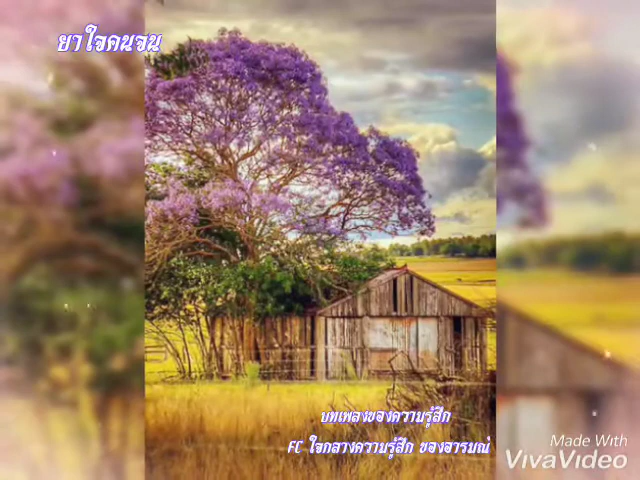 ยาใจคนจน
บทเพลงของความรู้สึก
FC ใจกลางความรู้สึก ของอารมณ์
Made With
VivaVideo